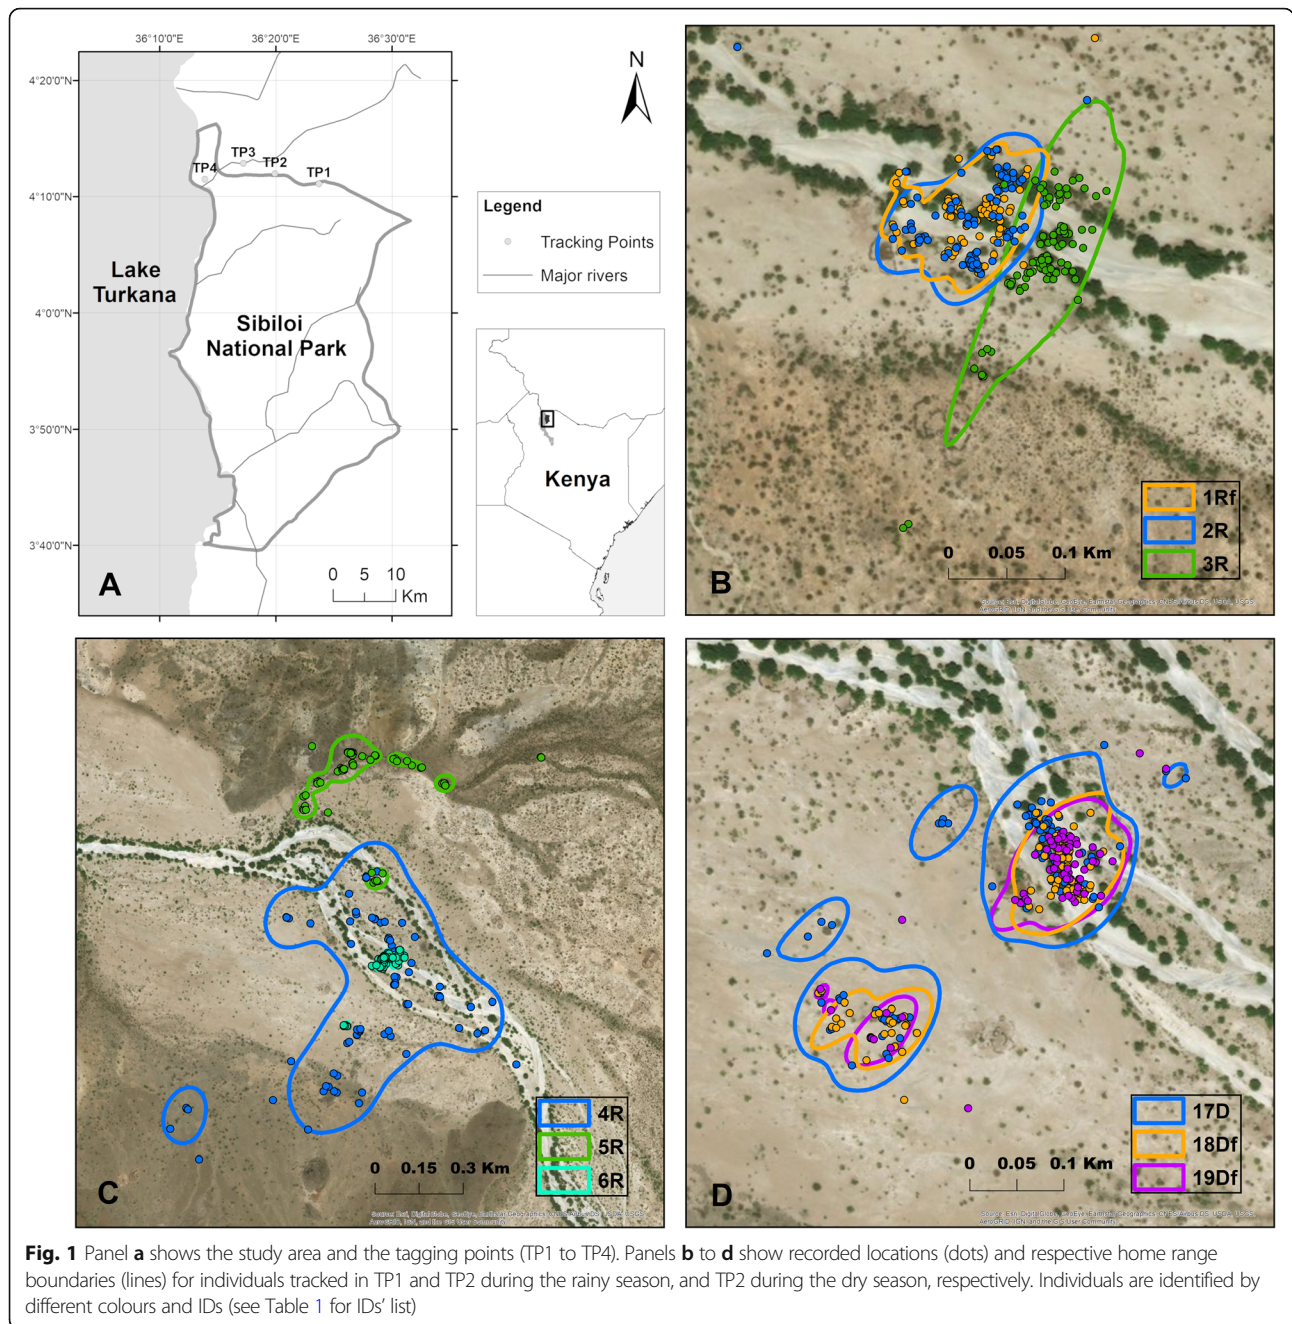 36°10'0"E 36°20'0"E 36°30'0"E
4°20'0"N
4°10'0"N
4°0'0"N
3°50'0"N
3°40'0"N
TP4
TP3
TP2
TP1
Lake
Turkana
Sibiloi
National Park
A
0 5 10
Km
N
Legend
Tracking Points
Major rivers
Kenya
1Rf
2R
3R
0 0.05 0.1 Km
B
4R
5R
6R
0 0.15 0.3 Km
C
17D
18Df
19Df
0 0.05 0.1 Km
D
Fig. 1 Panel a shows the study area and the tagging points (TP1 to TP4). Panels b to d show recorded locations (dots) and respective home range
boundaries (lines) for individuals tracked in TP1 and TP2 during the rainy season, and TP2 during the dry season, respectively. Individuals are identified by
different colours and IDs (see Table 1 for IDs' list)